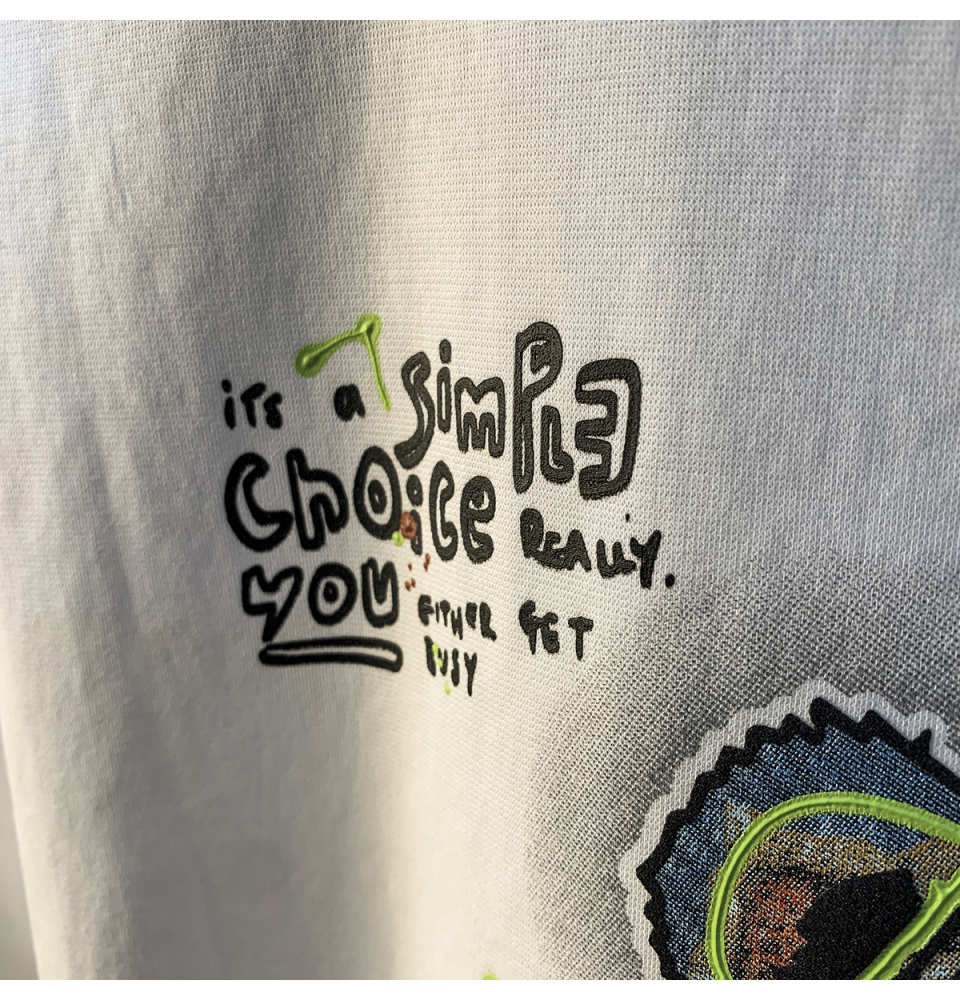 iTs a SimPLE
ChOiCe REALLY.
YOU EITHER GET
BUSY